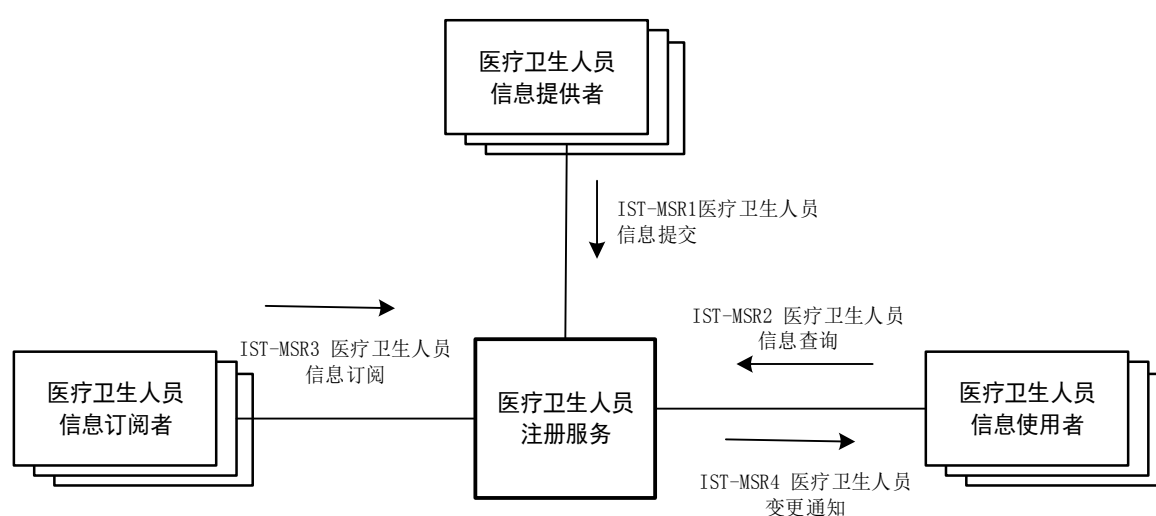 医疗卫生人员
信息提供者
IST-MSR1医疗卫生人员
信息提交
IST-MSR3 医疗卫生人员
信息订阅
IST-MSR2 医疗卫生人员
信息查询
医疗卫生人员
信息订阅者
医疗卫生人员
注册服务
医疗卫生人员
信息使用者
IST-MSR4 医疗卫生人员
变更通知